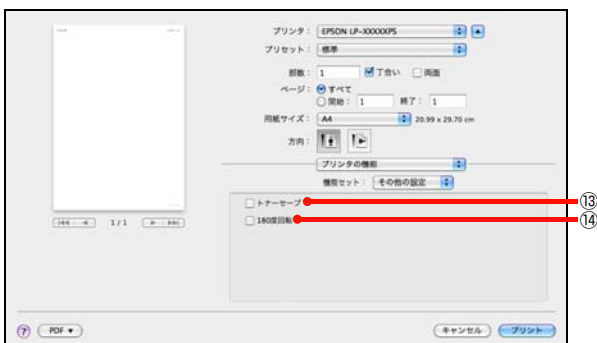 プリンタ： EPSON LP-XXXXXPS
プリセット： 標準
部数： 1 丁合い 両面
ページ： すべて
開始： 1 終了： 1
用紙サイズ： A4 20.99 x 29.70 cm
方向：
プリンタの機能
機能セット： その他の設定
トナーセーブ ⑬
180度回転 ⑭
1 / 1
? PDF ▼ キャンセル プリント